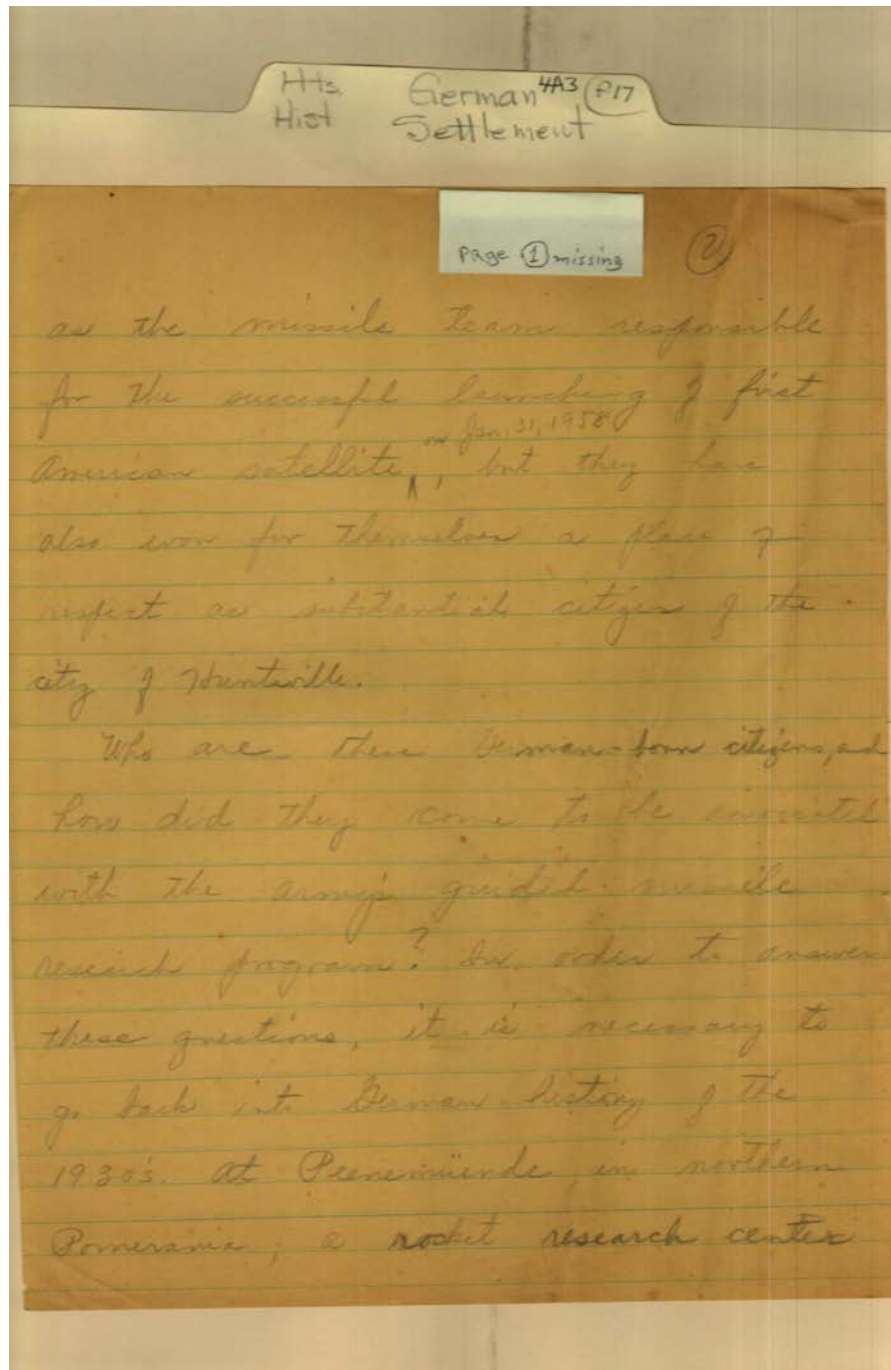 Hts. German 4A3 P17
Hist Settlement
Page 1 missing
2
as the missile team responsible
for the successful launching of first
on Jan. 31, 1958
American satellite, but they have
also won for themselves a place of
respect as substantial citizen of the
city of Huntsville.
Who are these German-born citizens, and
how did they come to be associated
with the army's guided missile
research program? In order to answer
these questions, it is necessary to
go back into German history of the
1930's. At Peenemünde, in northern
Pomerania, a rocket research center